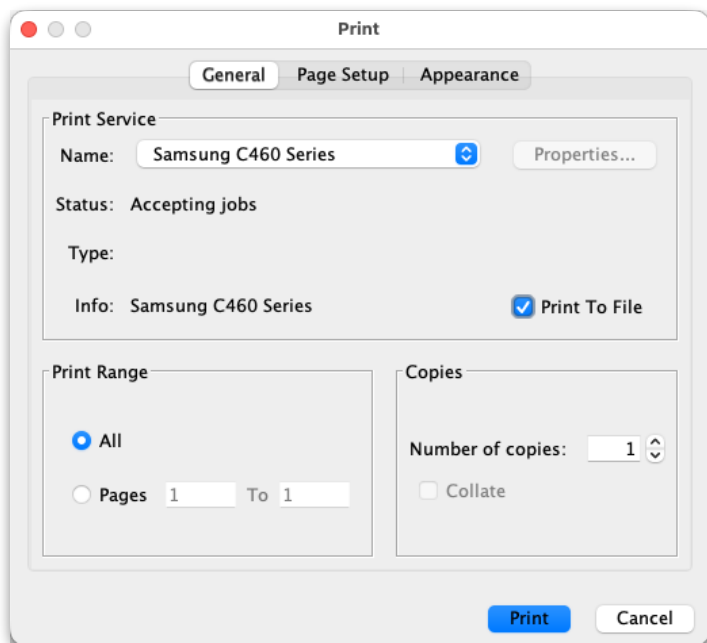 Print
General Page Setup Appearance
Print Service
Name: Samsung C460 Series Properties...
Status: Accepting jobs
Type:
Info: Samsung C460 Series Print To File
Print Range
All
Pages 1 To 1
Copies
Number of copies: 1
Collate
Print Cancel